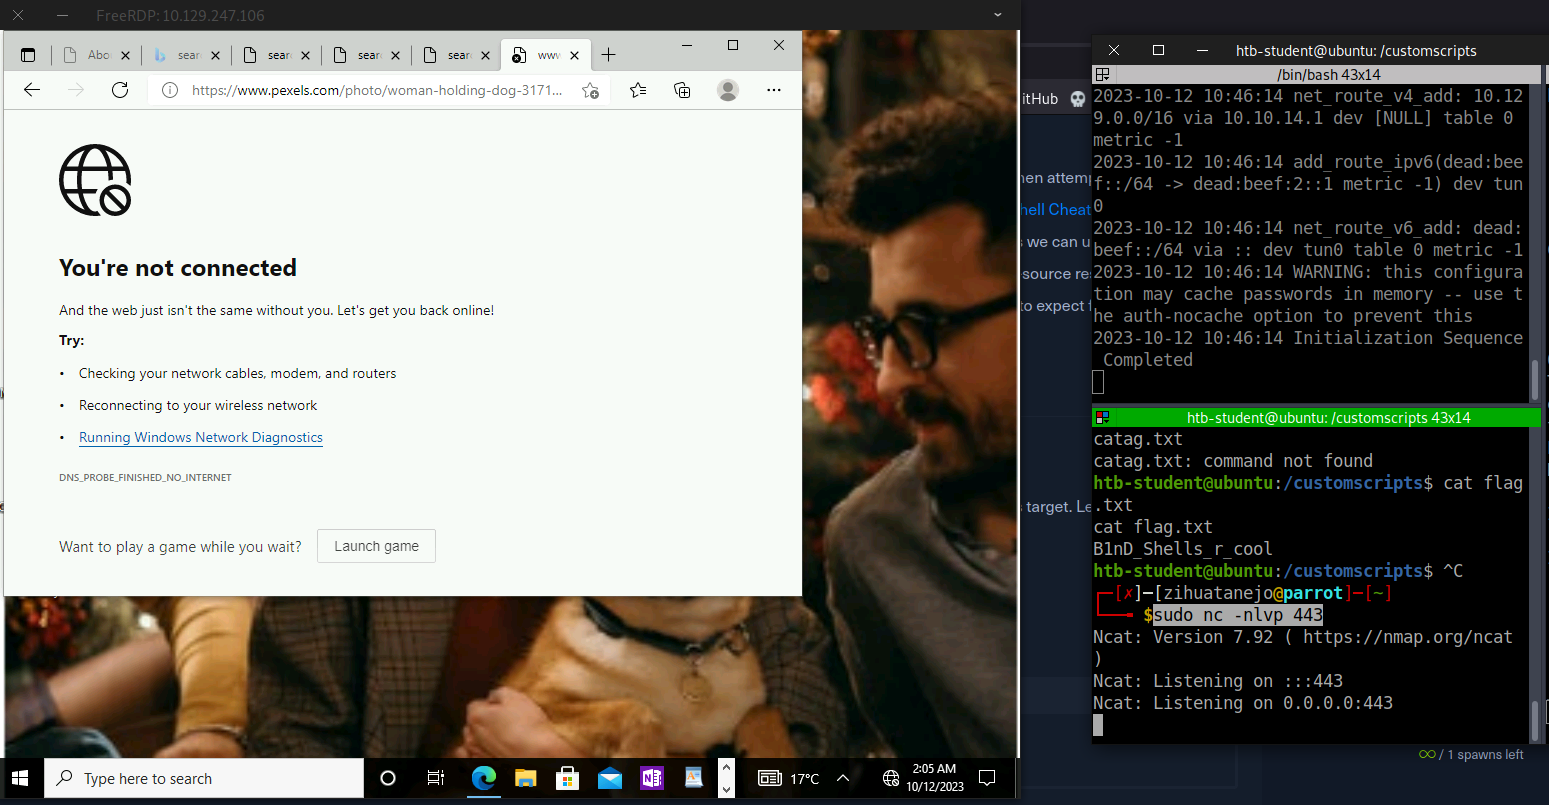 FreeRDP: 10.129.247.106
Abo
sear
sear
sear
sear
www
https://www.pexels.com/photo/woman-holding-dog-3171...
You're not connected
And the web just isn't the same without you. Let's get you back online!
Try:
• Checking your network cables, modem, and routers
• Reconnecting to your wireless network
• Running Windows Network Diagnostics
DNS_PROBE_FINISHED_NO_INTERNET
Want to play a game while you wait?
Launch game
Type here to search
17°C
2:05 AM
10/12/2023
itHub
hen attemp
hell Cheat
s we can u
source res
to expect f
target. Le
htb-student@ubuntu: /customscripts
/bin/bash 43x14
2023-10-12 10:46:14 net_route_v4_add: 10.12
9.0.0/16 via 10.10.14.1 dev [NULL] table 0
metric -1
2023-10-12 10:46:14 add_route_ipv6(dead:bee
f::/64 -> dead:beef:2::1 metric -1) dev tun
0
2023-10-12 10:46:14 net_route_v6_add: dead:
beef::/64 via :: dev tun0 table 0 metric -1
2023-10-12 10:46:14 WARNING: this configura
tion may cache passwords in memory -- use t
he auth-nocache option to prevent this
2023-10-12 10:46:14 Initialization Sequence
Completed
htb-student@ubuntu: /customscripts 43x14
catag.txt
catag.txt: command not found
htb-student@ubuntu:/customscripts$ cat flag
.txt
cat flag.txt
B1nD_Shells_r_cool
htb-student@ubuntu:/customscripts$ ^C
[✗]─[zihuatanejo@parrot]─[~]
$sudo nc -nlvp 443
Ncat: Version 7.92 ( https://nmap.org/ncat
)
Ncat: Listening on :::443
Ncat: Listening on 0.0.0.0:443
∞ / 1 spawns left